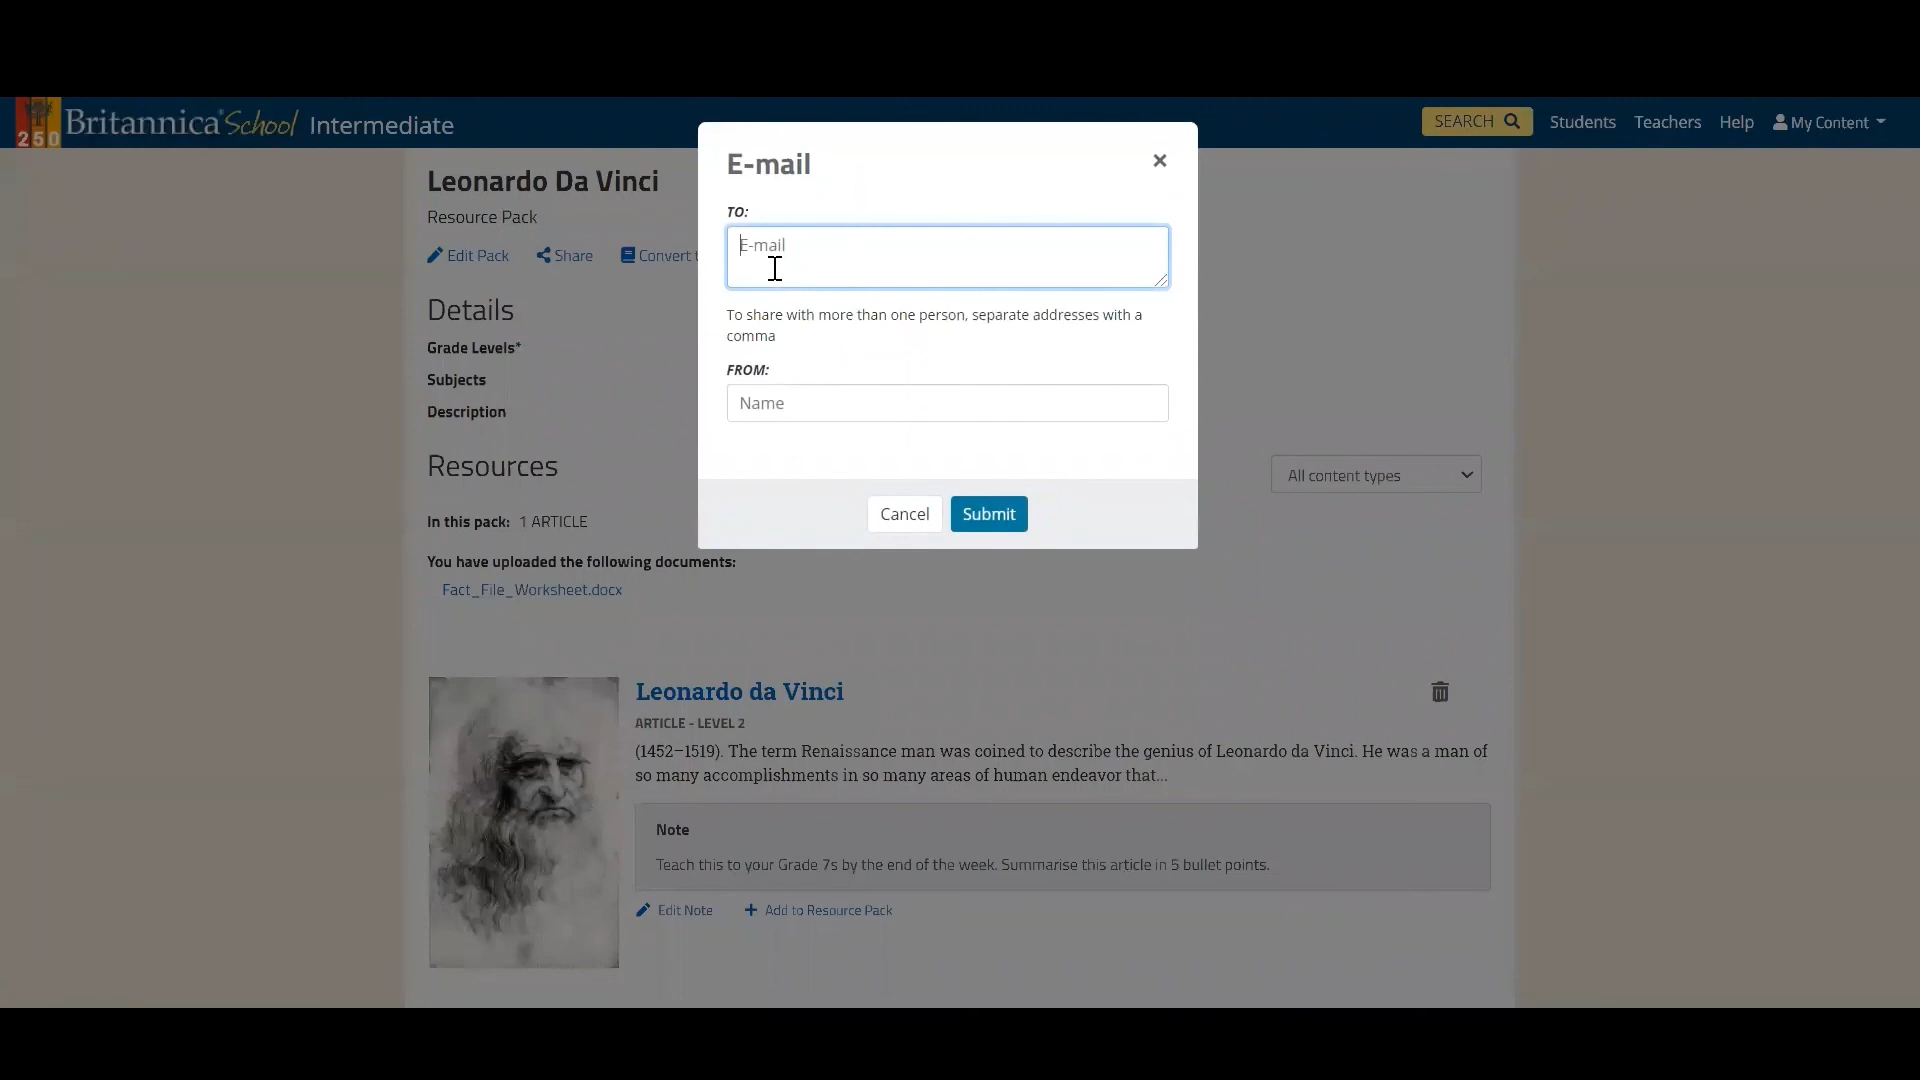 250
Britannica School Intermediate
SEARCH
Students
Teachers
Help
My Content
Leonardo Da Vinci
Resource Pack
Edit Pack
Share
Convert t
Details
Grade Levels*
Subjects
Description
Resources
All content types
In this pack: 1 ARTICLE
You have uploaded the following documents:
Fact_File_Worksheet.docx
E-mail
×
TO:
E-mail
To share with more than one person, separate addresses with a
comma
FROM:
Name
Cancel
Submit
Leonardo da Vinci
ARTICLE - LEVEL 2
(1452–1519). The term Renaissance man was coined to describe the genius of Leonardo da Vinci. He was a man of
so many accomplishments in so many areas of human endeavor that...
Note
Teach this to your Grade 7s by the end of the week. Summarise this article in 5 bullet points.
Edit Note
+ Add to Resource Pack